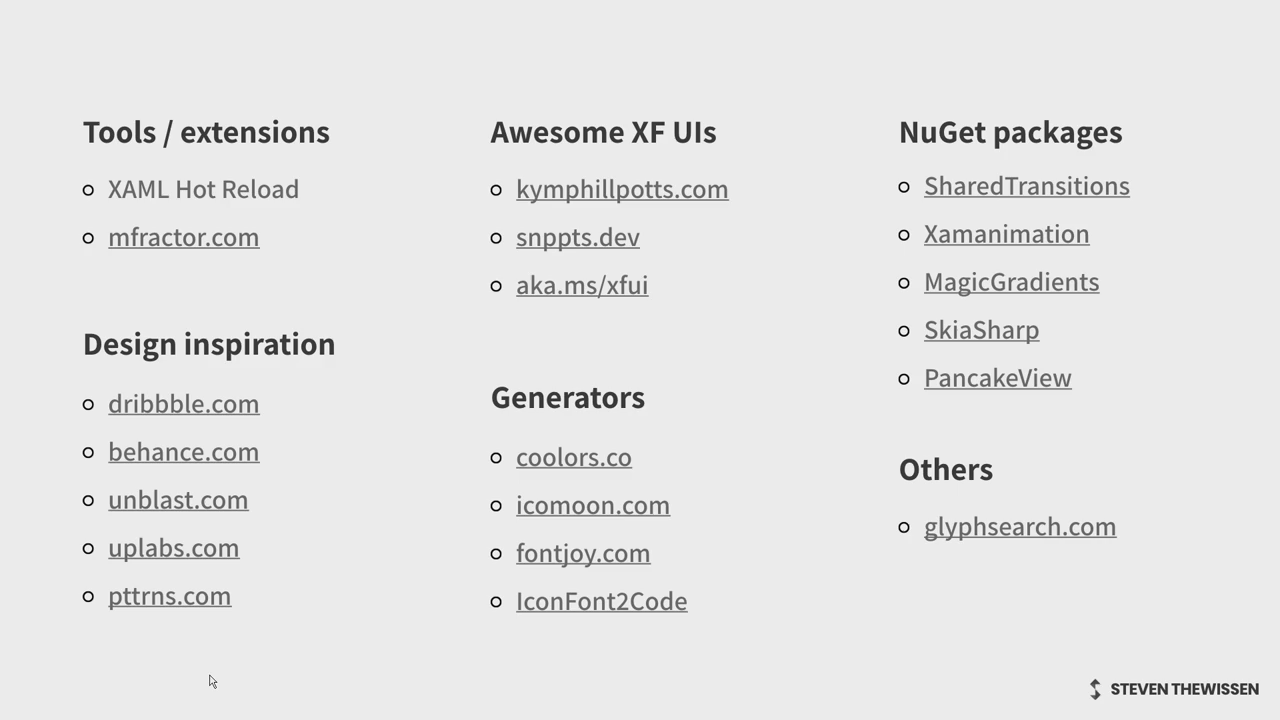 Tools / extensions
XAML Hot Reload
mfractor.com
Design inspiration
dribbble.com
behance.com
unblast.com
uplabs.com
pttrns.com
Awesome XF UIs
kymphillpotts.com
snppts.dev
aka.ms/xfui
Generators
coolors.co
icomoon.com
fontjoy.com
IconFont2Code
NuGet packages
SharedTransitions
Xamanimation
MagicGradients
SkiaSharp
PancakeView
Others
glyphsearch.com
STEVEN THEWISSEN